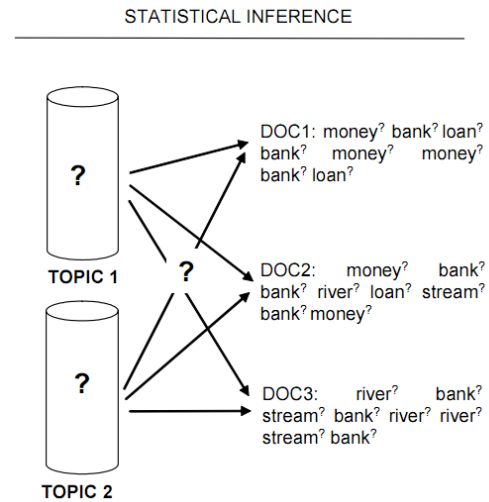 STATISTICAL INFERENCE
?
TOPIC 1
?
TOPIC 2
?
DOC1: money? bank? loan?
bank? money? money?
bank? loan?
DOC2: money? bank?
bank? river? loan? stream?
bank? money?
DOC3: river? bank?
stream? bank? river? river?
stream? bank?